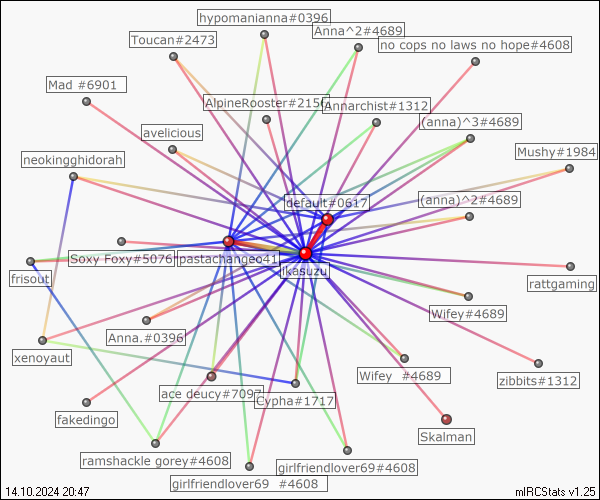 hypomanianna#0396
Anna^2#4689
Toucan#2473
no cops no laws no hope#4608
Mad #6901
AlpineRooster#2156
Annarchist#1312
(anna)^3#4689
avelicious
neokingghidorah
Mushy#1984
default#0617
(anna)^2#4689
Soxy Foxy#5076
pastachangeo41
ikasuzu
frisout
rattgaming
Wifey#4689
Anna.#0396
xenoyaut
Wifey #4689
zibbits#1312
ace deucy#7097
Cypha#1717
fakedingo
Skalman
ramshackle gorey#4608
girlfriendlover69#4608
girlfriendlover69 #4608
14.10.2024 20:47
mIRCStats v1.25